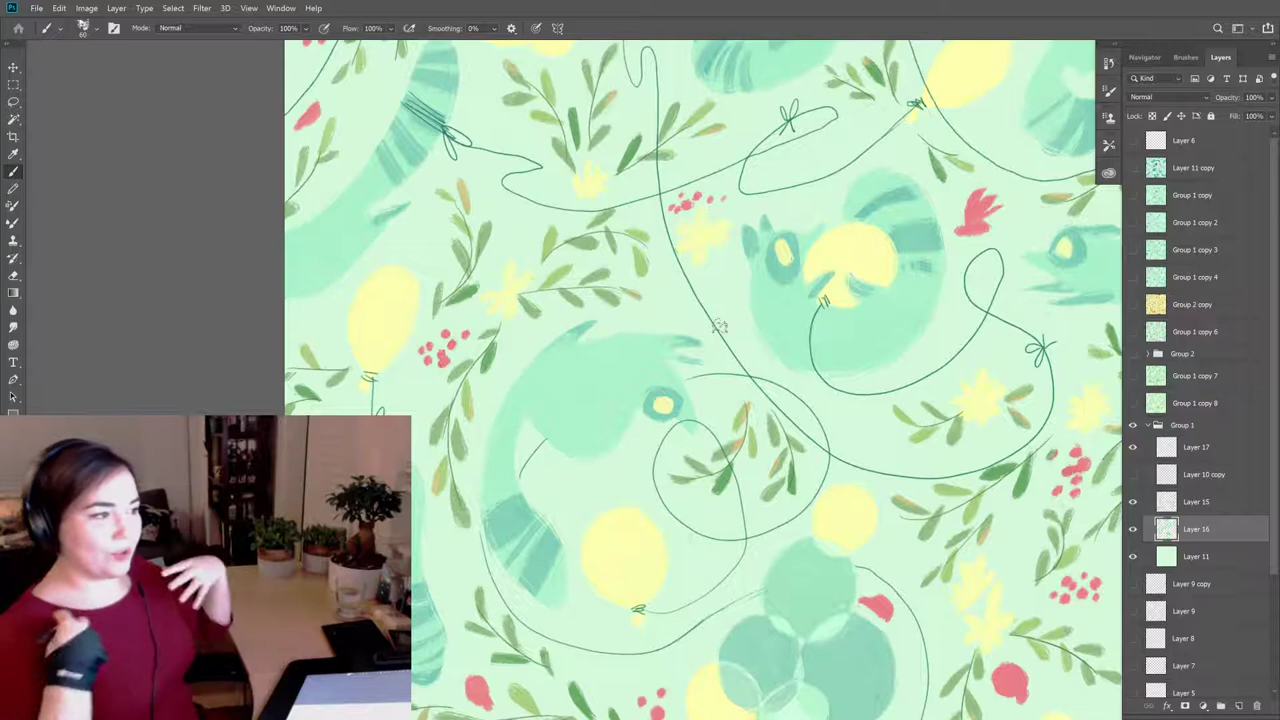 Ps File Edit Image Layer Type Select Filter 3D View Window Help
60 Mode: Normal Opacity: 100% Flow: 100% Smoothing: 0%
Navigator Brushes Layers
Kind
Normal Opacity: 100%
Lock: Fill: 100%
Layer 6
Layer 11 copy
Group 1 copy
Group 1 copy 2
Group 1 copy 3
Group 1 copy 4
Group 2 copy
Group 1 copy 6
Group 2
Group 1 copy 7
Group 1 copy 8
Group 1
Layer 17
Layer 10 copy
Layer 15
Layer 16
Layer 11
Layer 9 copy
Layer 9
Layer 8
Layer 7
Layer 5
fx